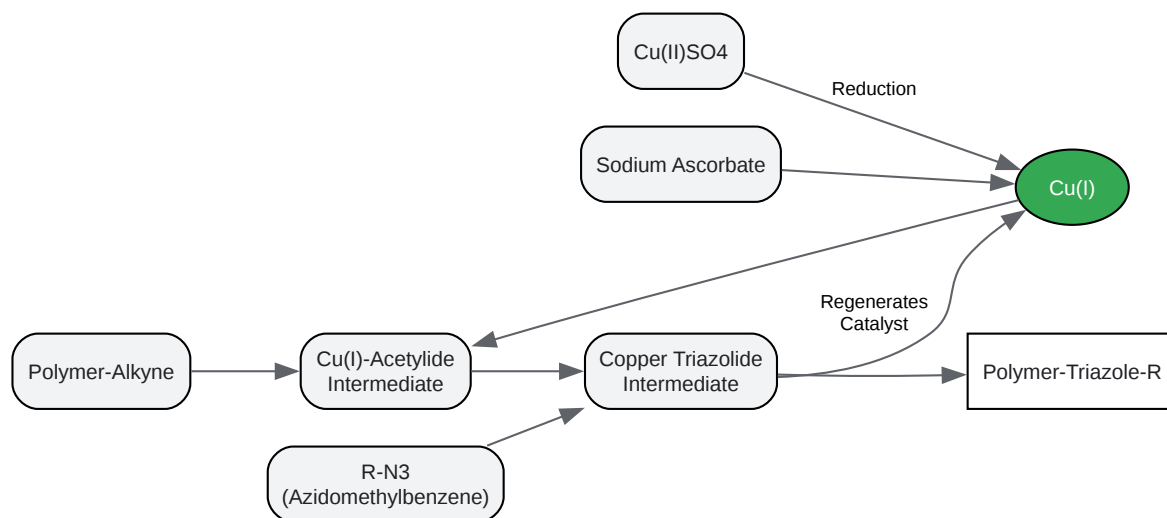 Cu(II)SO4
Reduction
Sodium Ascorbate
Cu(I)
Regenerates
Catalyst
Polymer-Alkyne
Cu(I)-Acetylide
Intermediate
Copper Triazolide
Intermediate
Polymer-Triazole-R
R-N3
(Azidomethylbenzene)